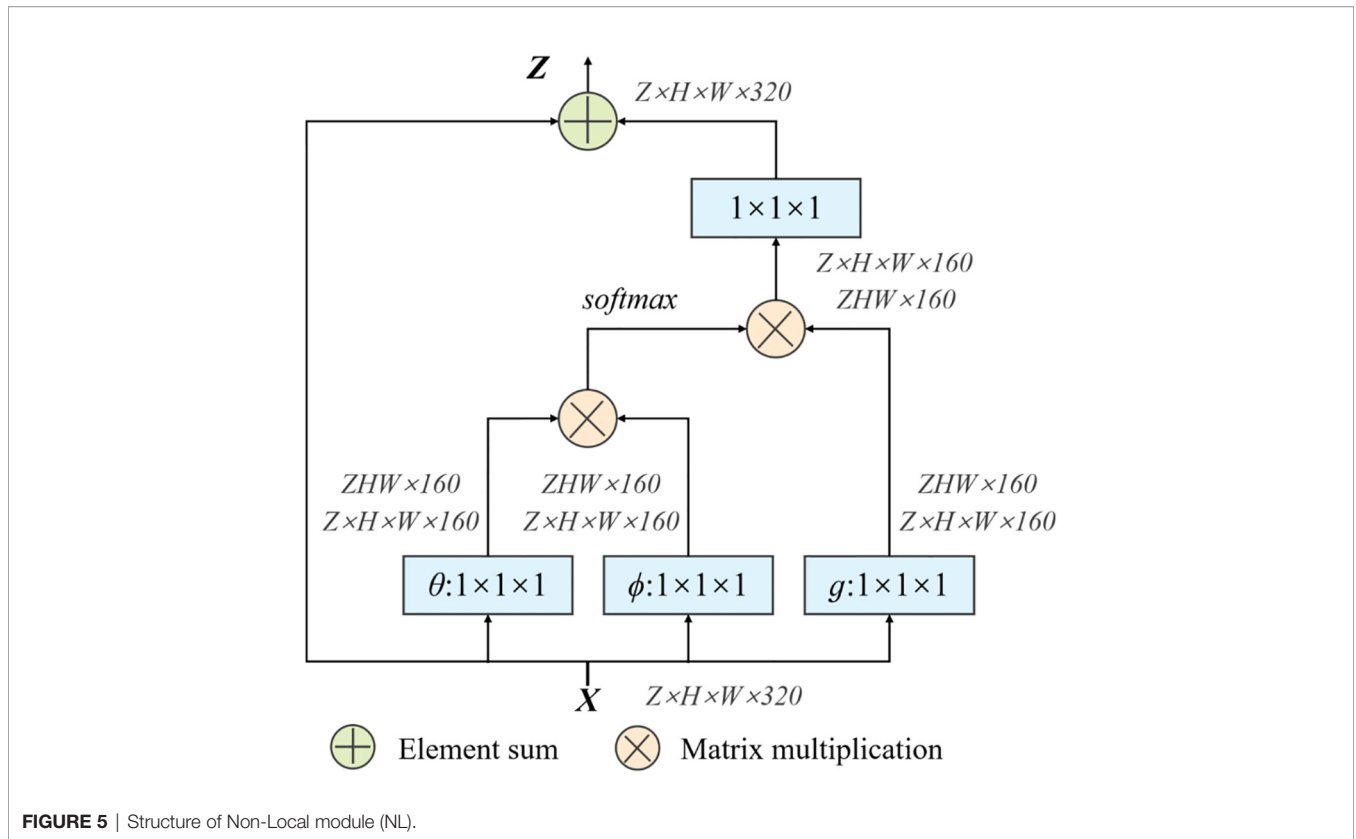 Z
Z×H×W×320
1×1×1
Z×H×W×160
ZHW×160
softmax
ZHW×160
Z×H×W×160
ZHW×160
Z×H×W×160
ZHW×160
Z×H×W×160
θ:1×1×1
ϕ:1×1×1
g:1×1×1
X
Z×H×W×320
Element sum
Matrix multiplication
FIGURE 5 | Structure of Non-Local module (NL).